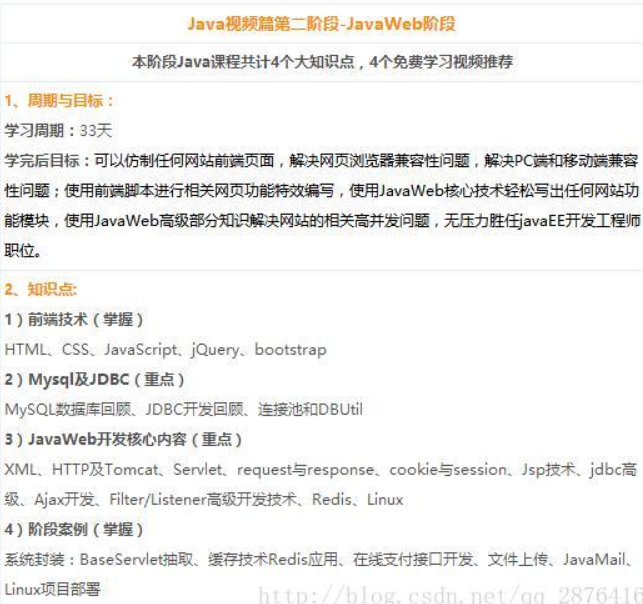 Java视频篇第二阶段-JavaWeb阶段
本阶段Java课程共计4个大知识点，4个免费学习视频推荐
1、周期与目标：
学习周期：33天
学完后目标：可以仿制任何网站前端页面，解决网页浏览器兼容性问题，解决PC端和移动端兼容
性问题；使用前端脚本进行相关网页功能特效编写，使用JavaWeb核心技术轻松写出任何网站功
能模块，使用JavaWeb高级部分知识解决网站的相关高并发问题，无压力胜任javaEE开发工程师
职位。
2、知识点:
1）前端技术（掌握）
HTML、CSS、JavaScript、jQuery、bootstrap
2）Mysql及JDBC（重点）
MySQL数据库回顾、JDBC开发回顾、连接池和DBUtil
3）JavaWeb开发核心内容（重点）
XML、HTTP及Tomcat、Servlet、request与response、cookie与session、Jsp技术、jdbc高
级、Ajax开发、Filter/Listener高级开发技术、Redis、Linux
4）阶段案例（掌握）
系统封装：BaseServlet抽取、缓存技术Redis应用、在线支付接口开发、文件上传、JavaMail、
Linux项目部署
http://blog.csdn.net/qq_2876416